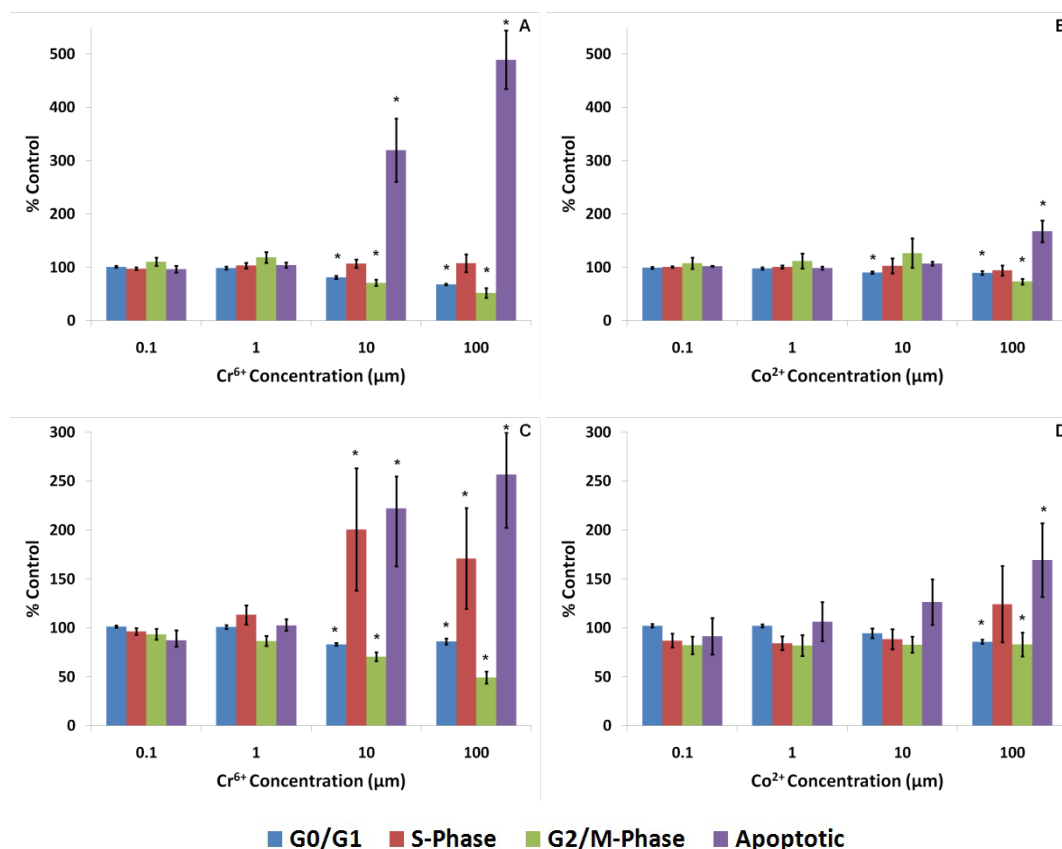 A
500
400
300
200
100
0
% Control
* * * * * *
0.1 1 10 100
Cr⁶⁺ Concentration (µm)
B
500
400
300
200
100
0
% Control
* * * *
0.1 1 10 100
Co²⁺ Concentration (µm)
C
300
250
200
150
100
50
0
% Control
* * * * * * * *
0.1 1 10 100
Cr⁶⁺ Concentration (µm)
D
300
250
200
150
100
50
0
% Control
* * *
0.1 1 10 100
Co²⁺ Concentration (µm)
G0/G1 S-Phase G2/M-Phase Apoptotic